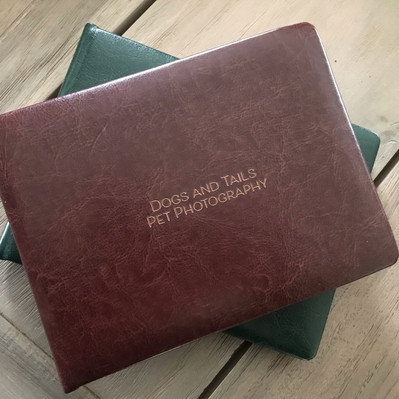 Dogs and Tails
Pet Photography